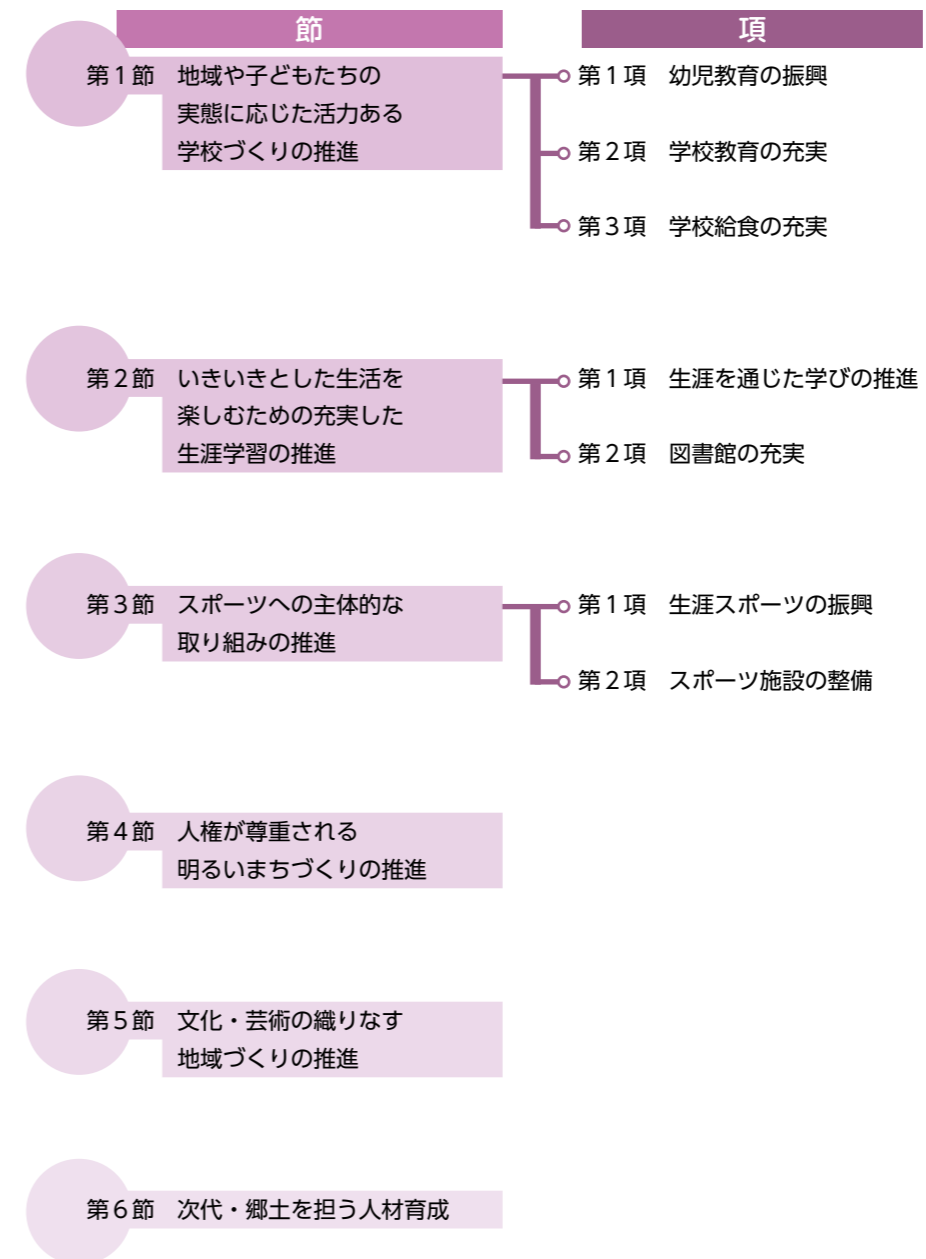 節
項
第1節　地域や子どもたちの
実態に応じた活力ある
学校づくりの推進
第1項　幼児教育の振興
第2項　学校教育の充実
第3項　学校給食の充実
第2節　いきいきとした生活を
楽しむための充実した
生涯学習の推進
第1項　生涯を通じた学びの推進
第2項　図書館の充実
第3節　スポーツへの主体的な
取り組みの推進
第1項　生涯スポーツの振興
第2項　スポーツ施設の整備
第4節　人権が尊重される
明るいまちづくりの推進
第5節　文化・芸術の織りなす
地域づくりの推進
第6節　次代・郷土を担う人材育成